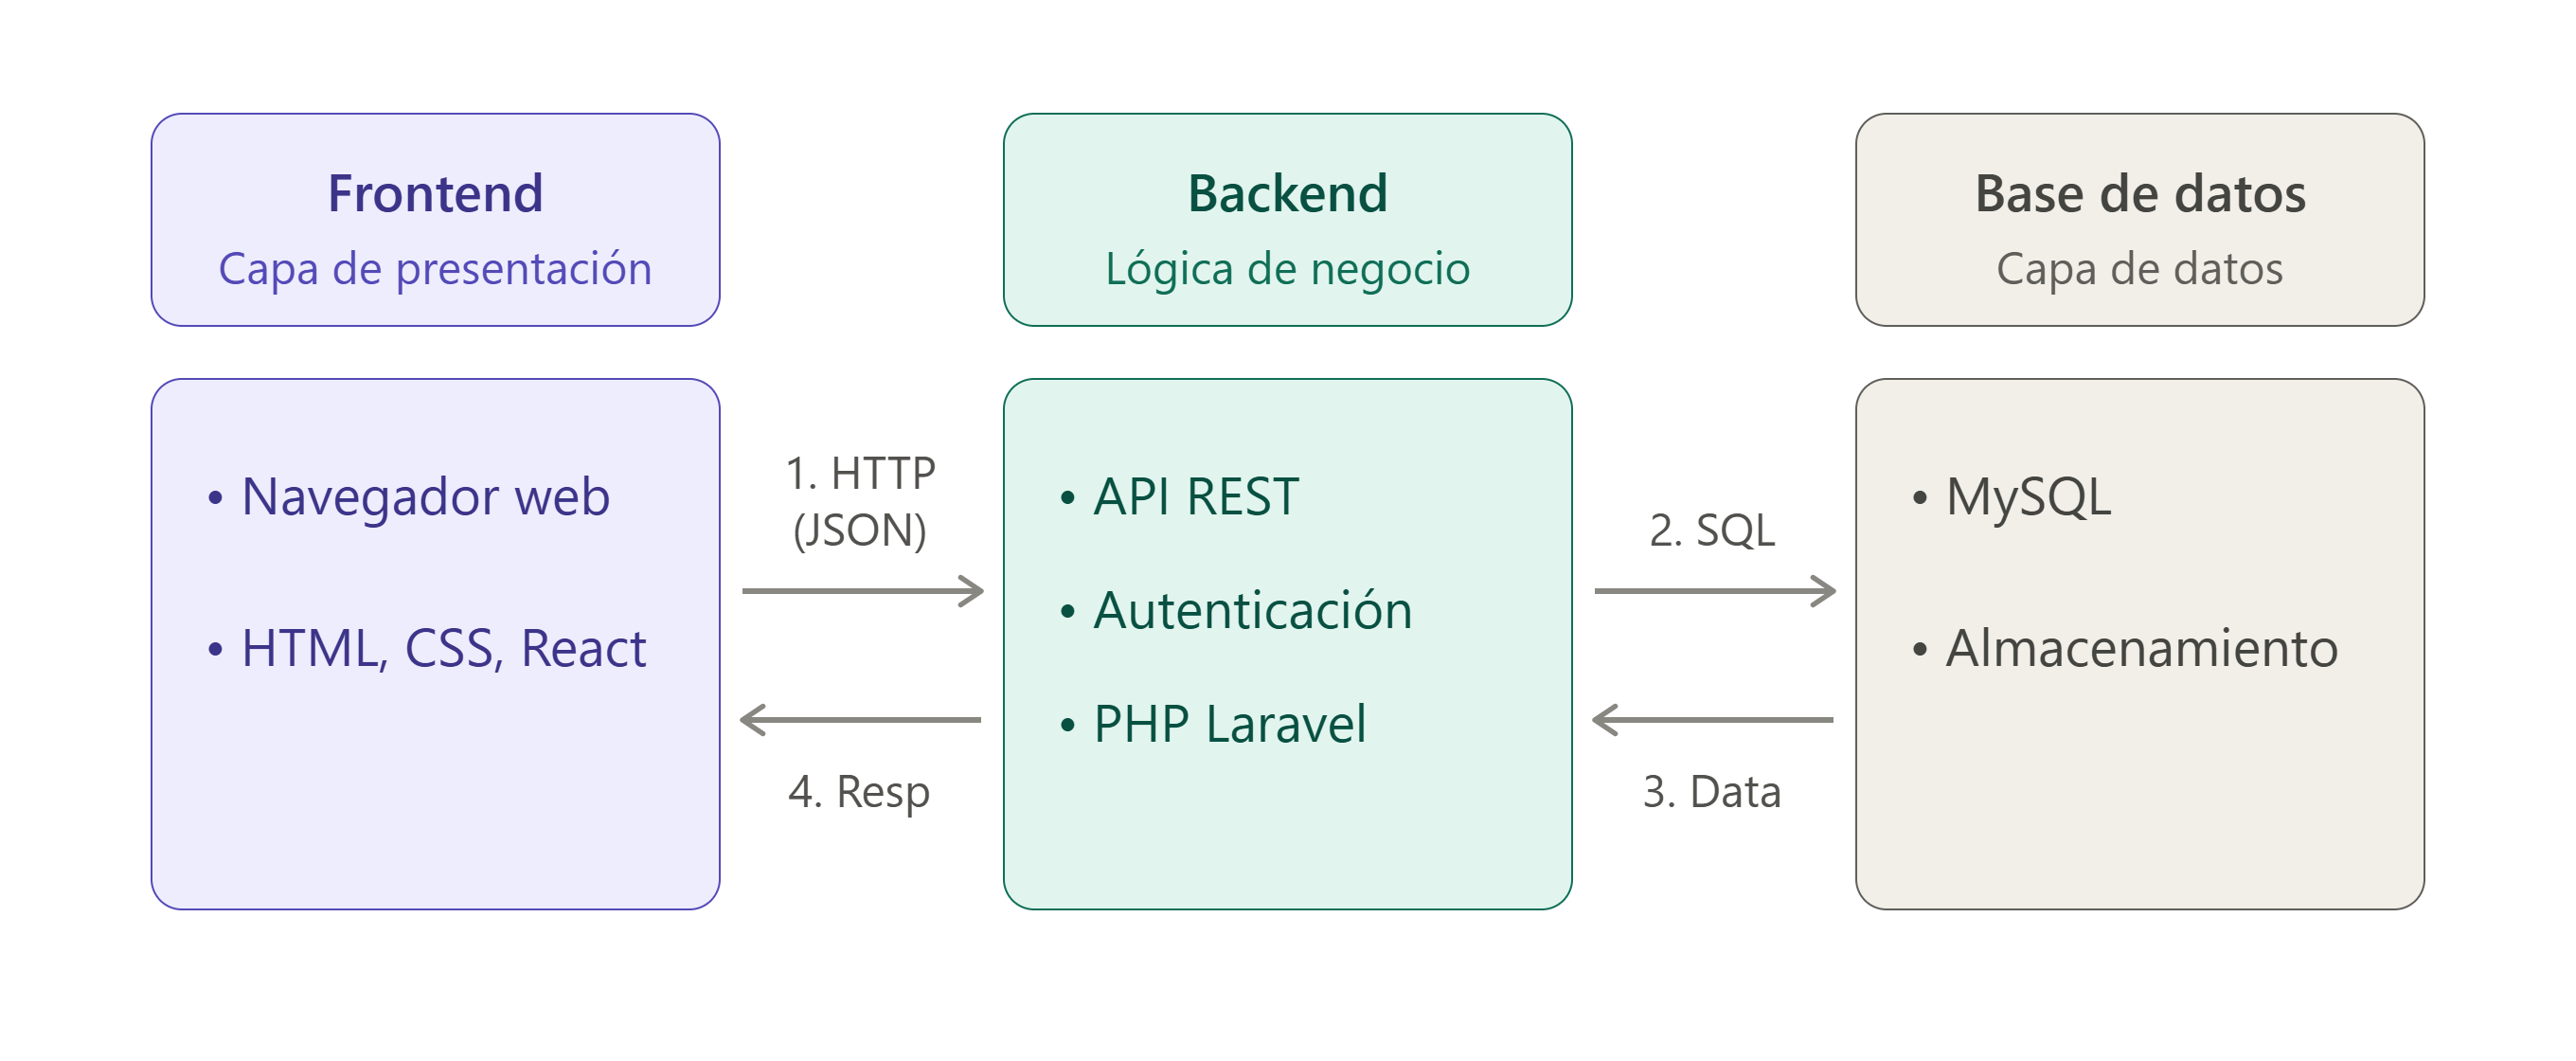 Frontend
Capa de presentación
Backend
Lógica de negocio
Base de datos
Capa de datos
• Navegador web
• HTML, CSS, React
1. HTTP
(JSON)
4. Resp
• API REST
• Autenticación
• PHP Laravel
2. SQL
3. Data
• MySQL
• Almacenamiento